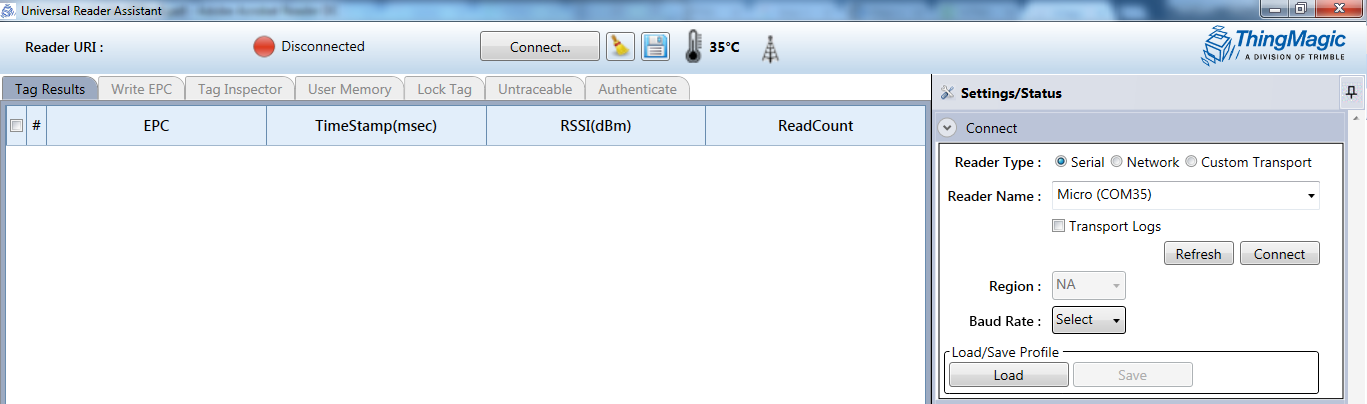 Universal Reader Assistant
Reader URI : Disconnected Connect... 35°C ThingMagic
A DIVISION OF TRIMBLE
Tag Results Write EPC Tag Inspector User Memory Lock Tag Untraceable Authenticate
Settings/Status
# EPC TimeStamp(msec) RSSI(dBm) ReadCount
Connect
Reader Type : Serial Network Custom Transport
Reader Name : Micro (COM35)
Transport Logs
Refresh Connect
Region : NA
Baud Rate : Select
Load/Save Profile
Load Save